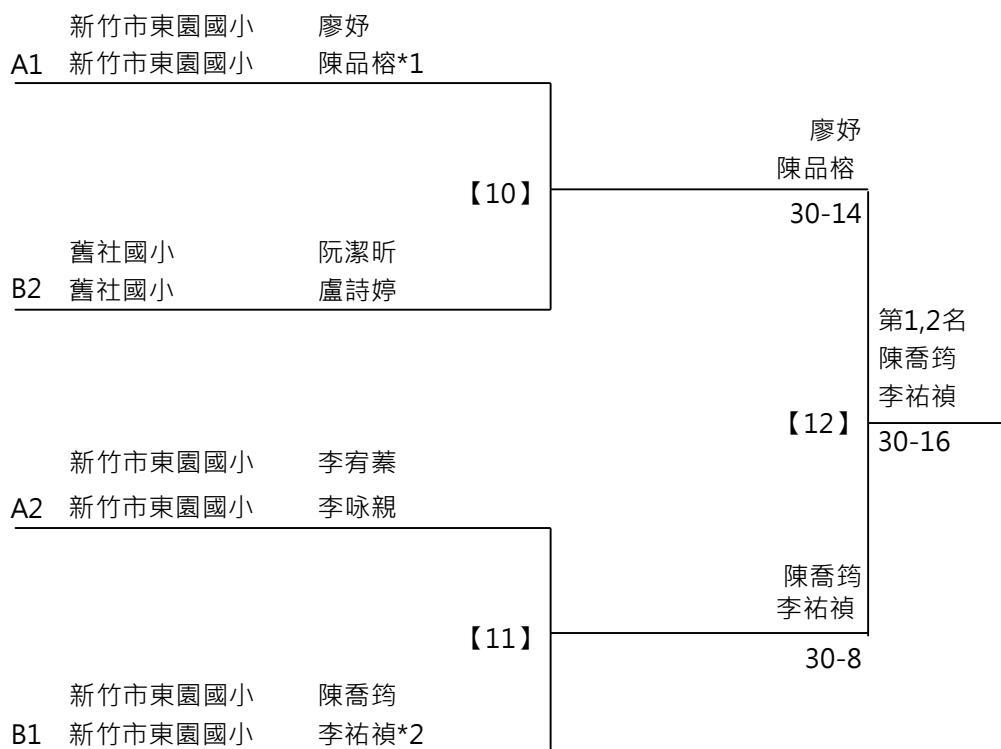 新竹市東園國小 廖妤
A1 新竹市東園國小 陳品榕*1
廖妤
陳品榕
【10】
30-14
舊社國小 阮潔昕
B2 舊社國小 盧詩婷
第1,2名
陳喬筠
李祐禎
【12】
30-16
新竹市東園國小 李宥蓁
A2 新竹市東園國小 李咏親
陳喬筠
李祐禎
【11】
30-8
新竹市東園國小 陳喬筠
B1 新竹市東園國小 李祐禎*2